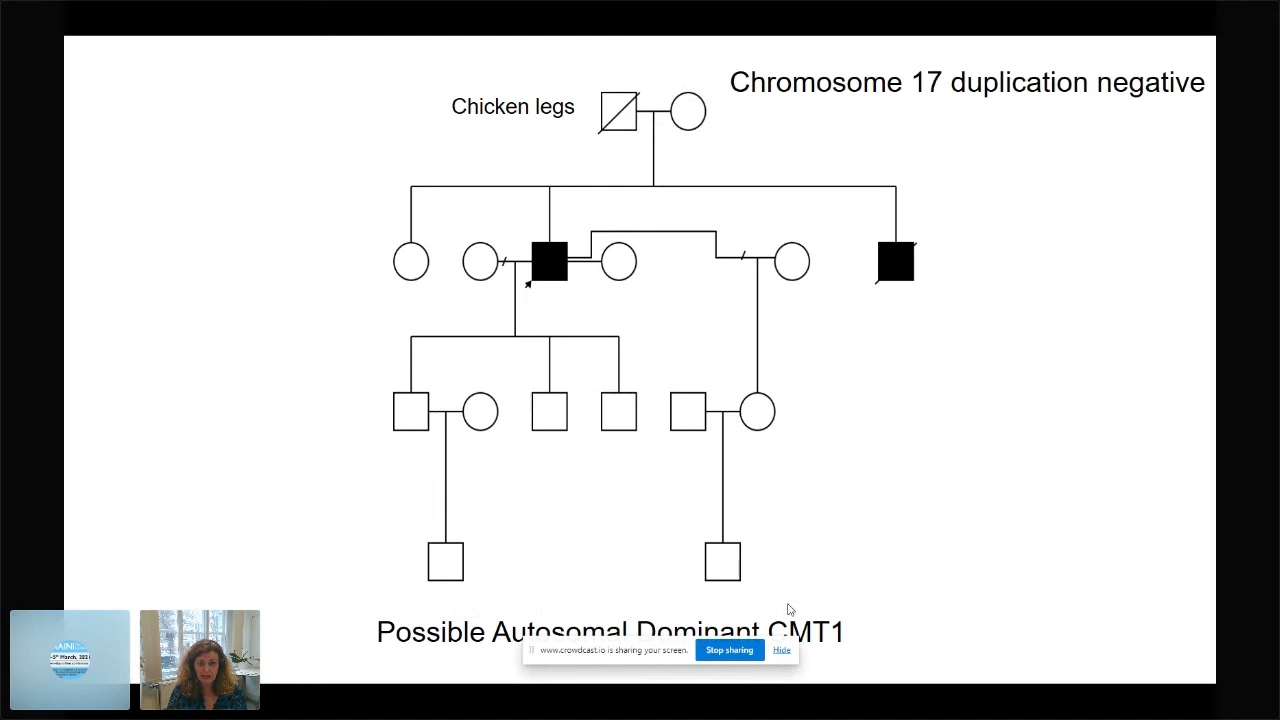 Chromosome 17 duplication negative
Chicken legs
Possible Autosomal Dominant CMT1
www.crowdcast.io is sharing your screen.
Stop sharing
Hide
March,